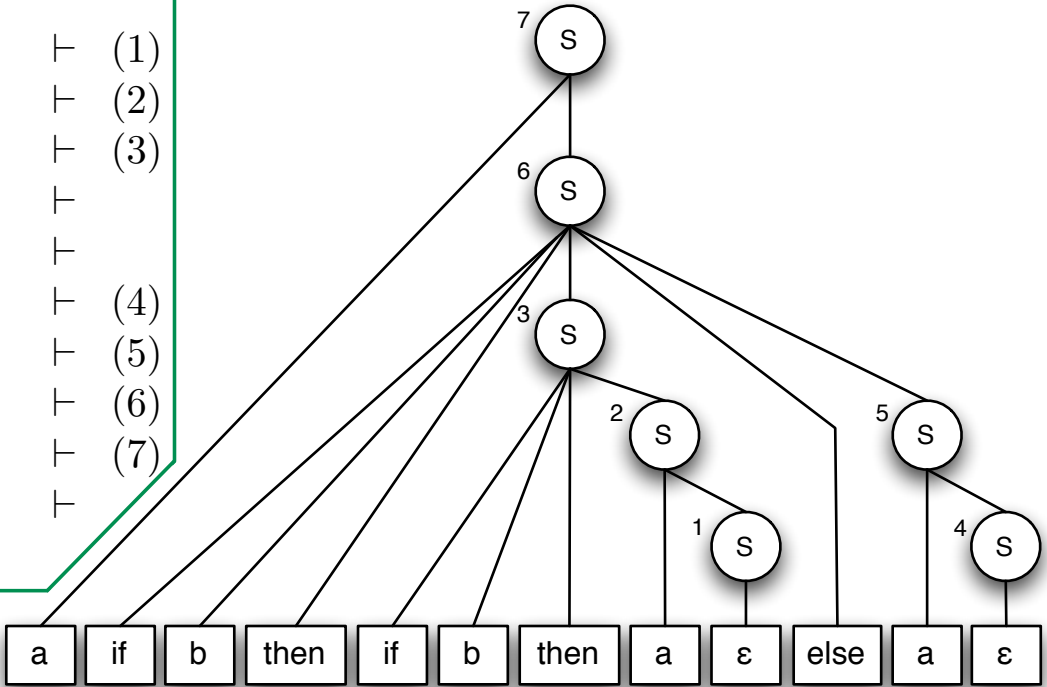 ⊢ (1)
⊢ (2)
⊢ (3)
⊢
⊢
⊢ (4)
⊢ (5)
⊢ (6)
⊢ (7)
⊢
7 S
6 S
3 S
2 S
5 S
1 S
4 S
a if b then if b then a ε else a ε